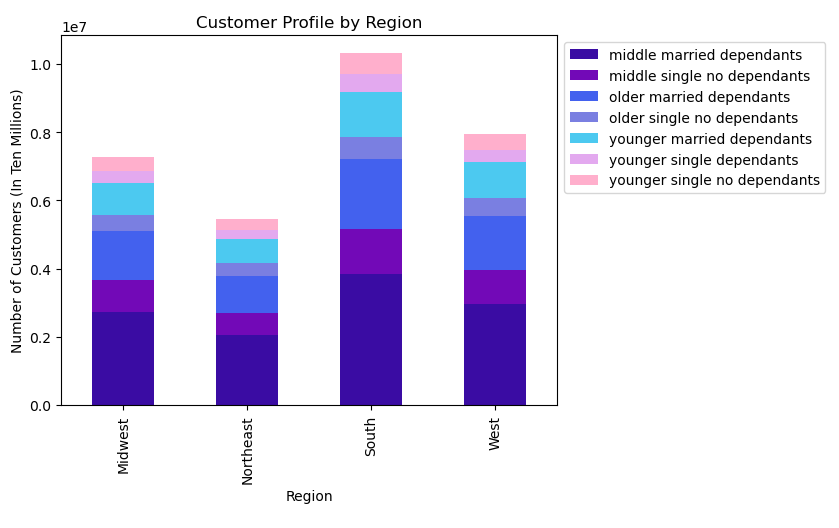 Customer Profile by Region
1e7
Number of Customers (In Ten Millions)
1.0
0.8
0.6
0.4
0.2
0.0
Midwest
Northeast
South
West
Region
middle married dependants
middle single no dependants
older married dependants
older single no dependants
younger married dependants
younger single dependants
younger single no dependants